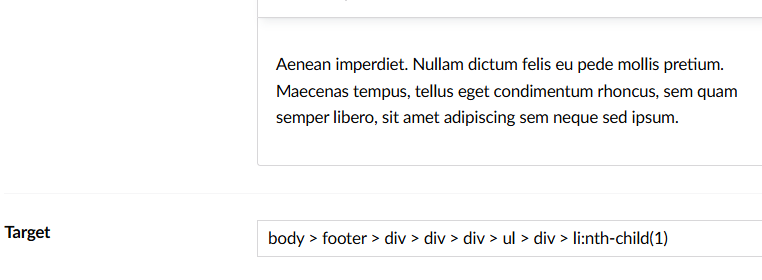 Aenean imperdiet. Nullam dictum felis eu pede mollis pretium.
Maecenas tempus, tellus eget condimentum rhoncus, sem quam
semper libero, sit amet adipiscing sem neque sed ipsum.
Target
body > footer > div > div > div > ul > div > li:nth-child(1)